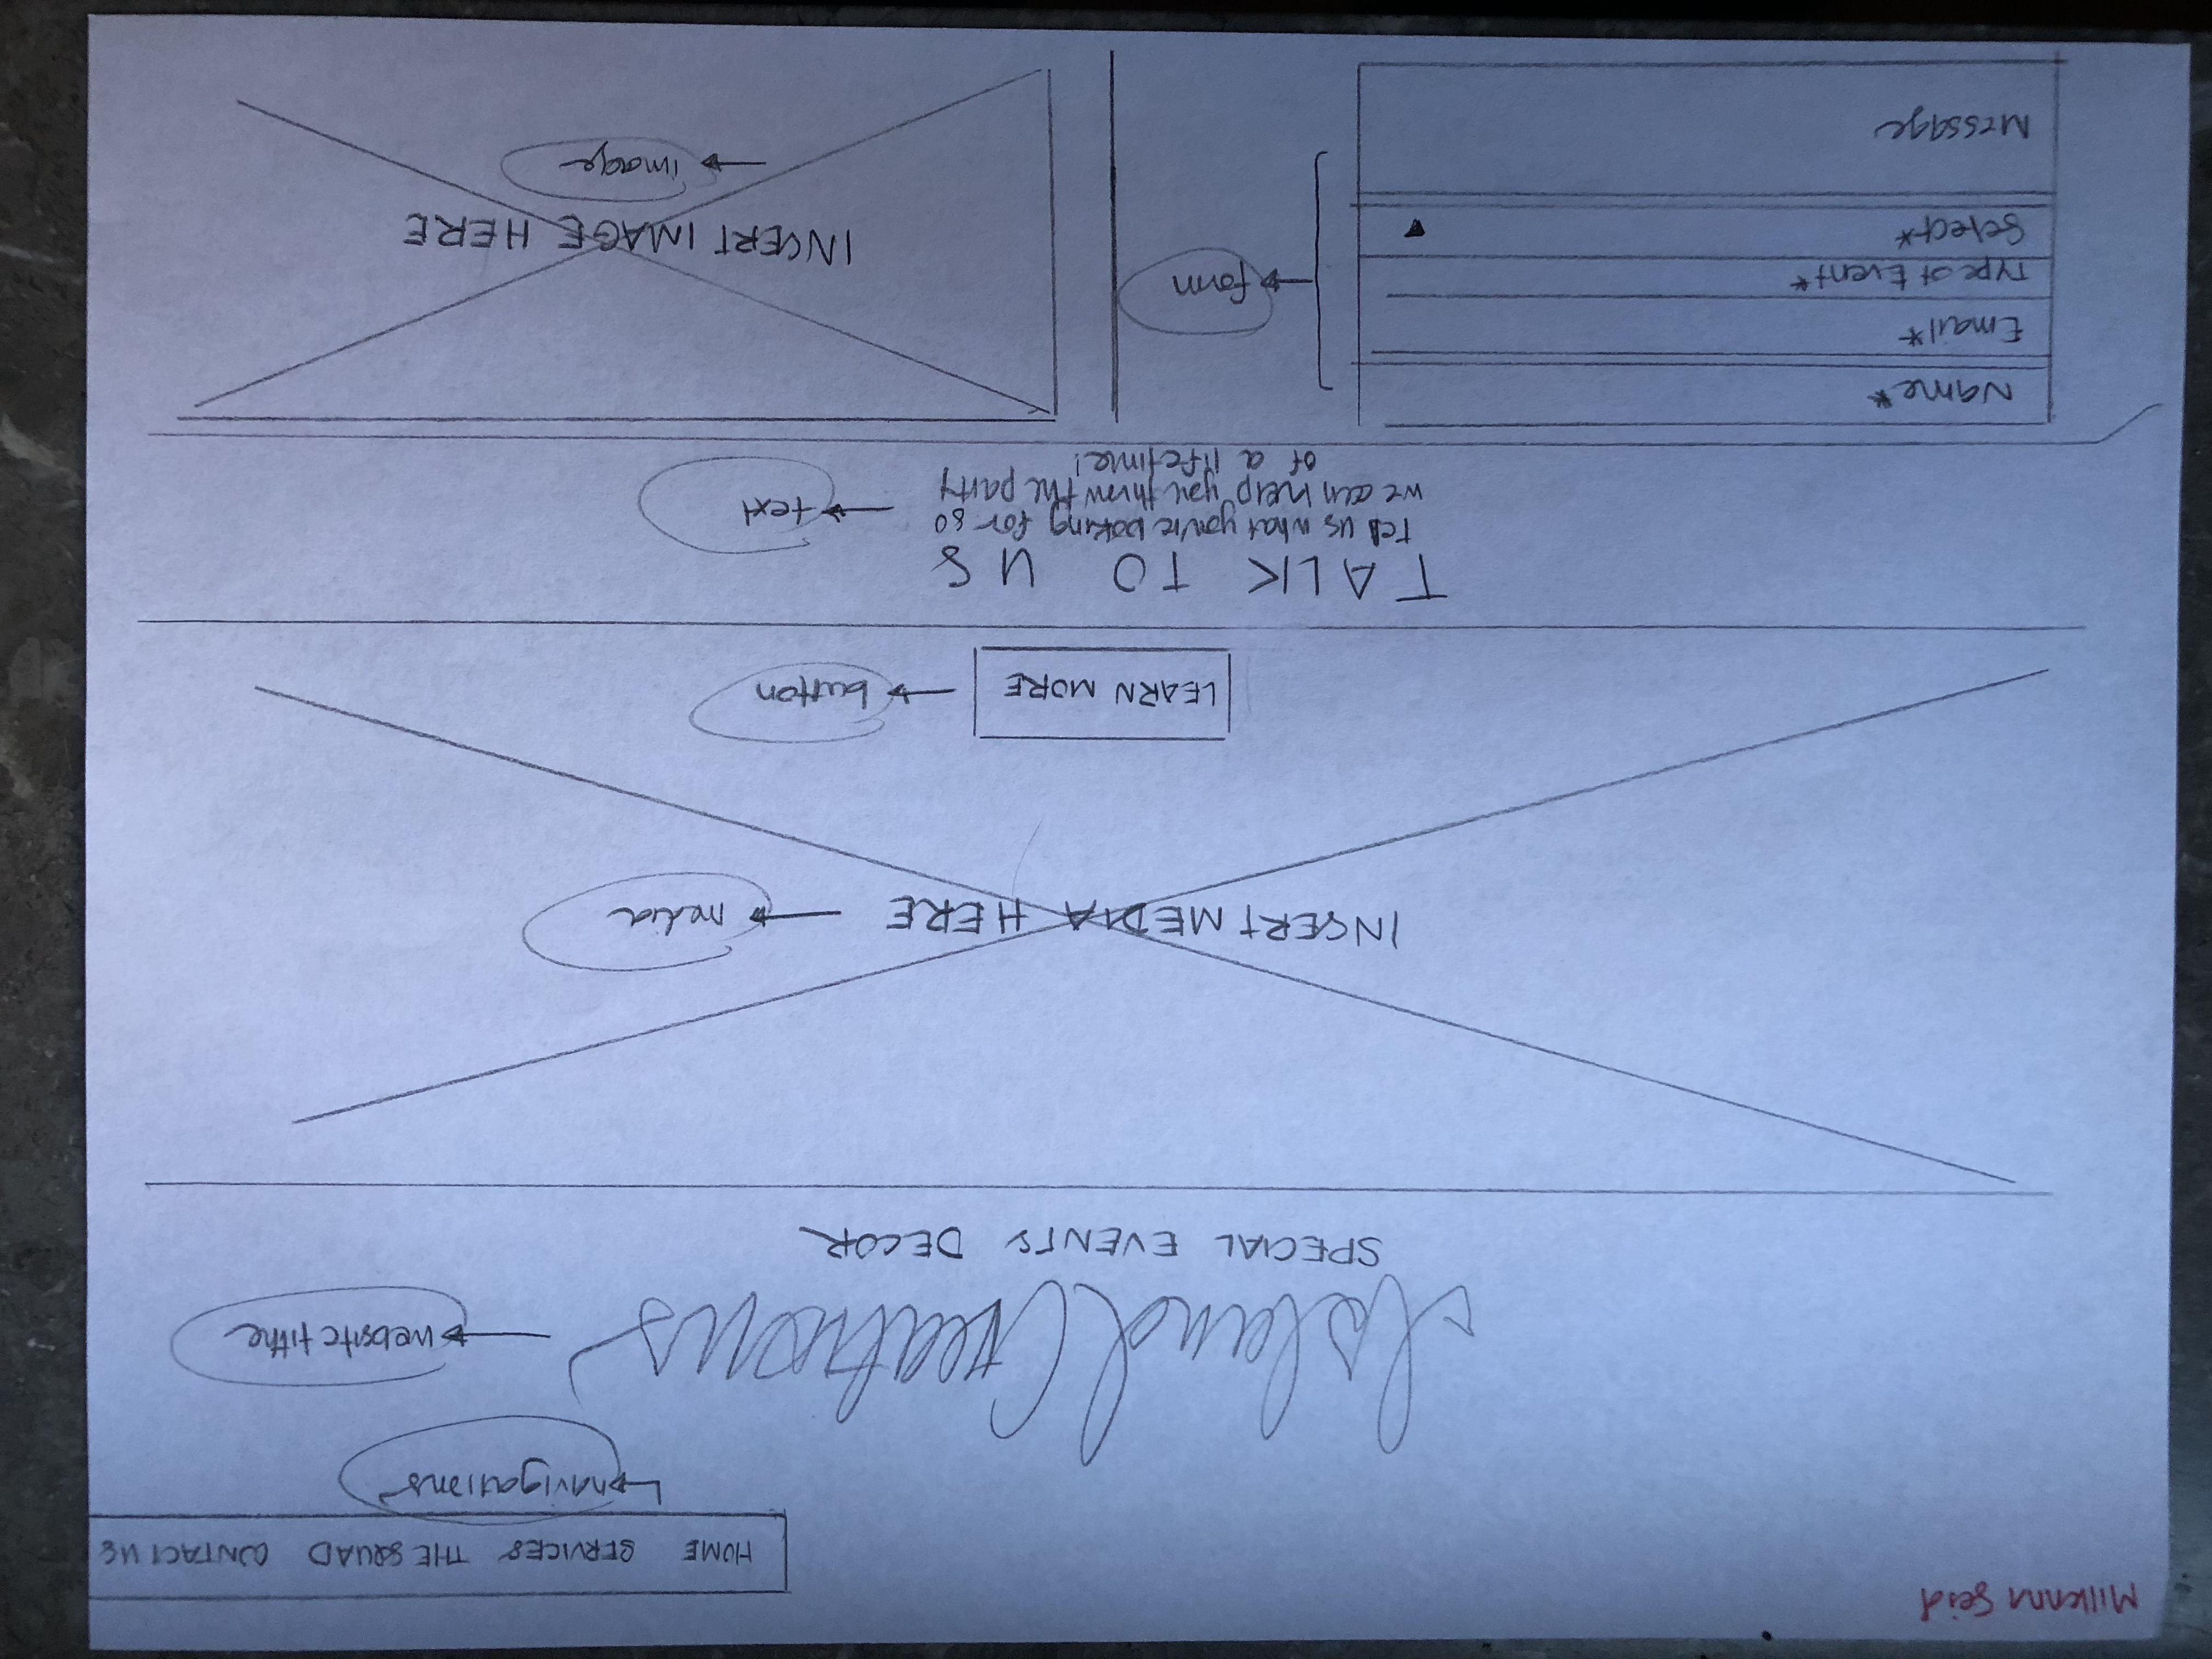 HOME SERVICES THE SQUAD CONTACT US
navigations
Island Creations
website title
SPECIAL EVENTS DECOR
INSERT MEDIA HERE
media
LEARN MORE
button
TALK TO US
Tell us what you're looking for so
we can help you throw the party
of a lifetime!
text
Name*
Email*
Type of Event*
Select*
Message
form
INSERT IMAGE HERE
image